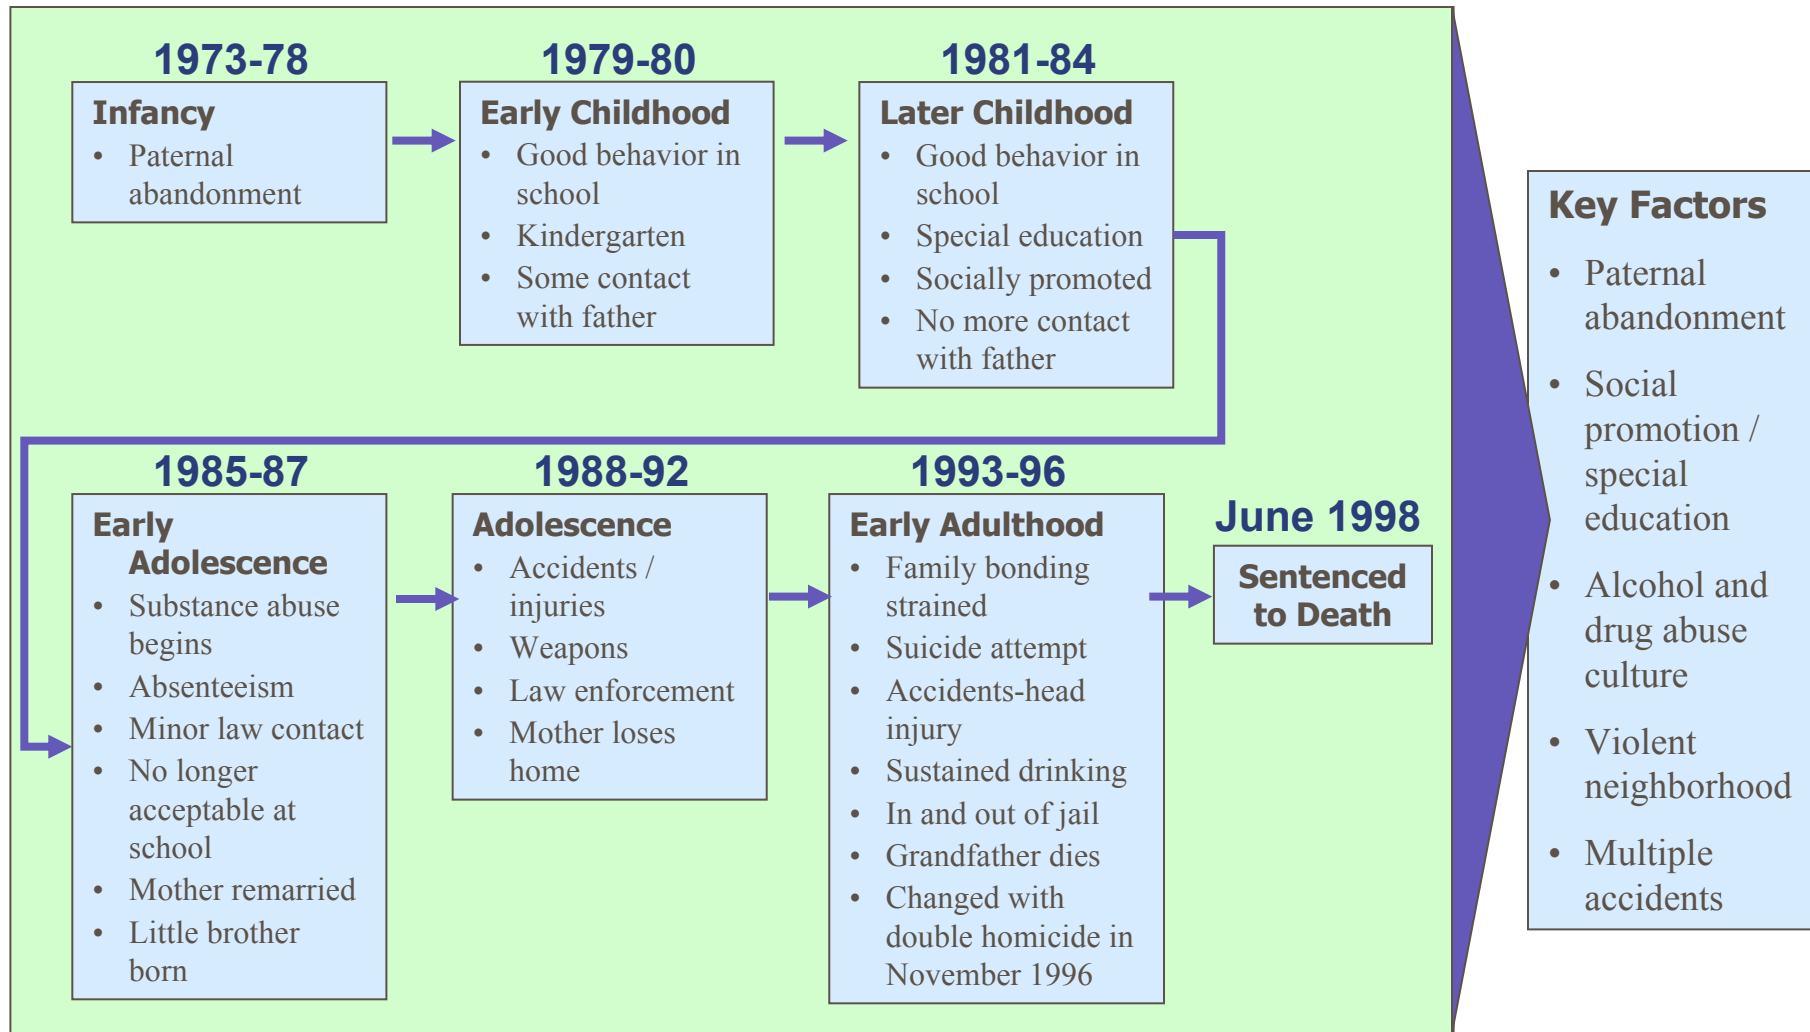 1973-78
Infancy
• Paternal
abandonment
1979-80
Early Childhood
• Good behavior in
school
• Kindergarten
• Some contact
with father
1981-84
Later Childhood
• Good behavior in
school
• Special education
• Socially promoted
• No more contact
with father
1985-87
Early
Adolescence
• Substance abuse
begins
• Absenteeism
• Minor law contact
• No longer
acceptable at
school
• Mother remarried
• Little brother
born
1988-92
Adolescence
• Accidents /
injuries
• Weapons
• Law enforcement
• Mother loses
home
1993-96
Early Adulthood
• Family bonding
strained
• Suicide attempt
• Accidents-head
injury
• Sustained drinking
• In and out of jail
• Grandfather dies
• Changed with
double homicide in
November 1996
June 1998
Sentenced
to Death
Key Factors
• Paternal
abandonment
• Social
promotion /
special
education
• Alcohol and
drug abuse
culture
• Violent
neighborhood
• Multiple
accidents